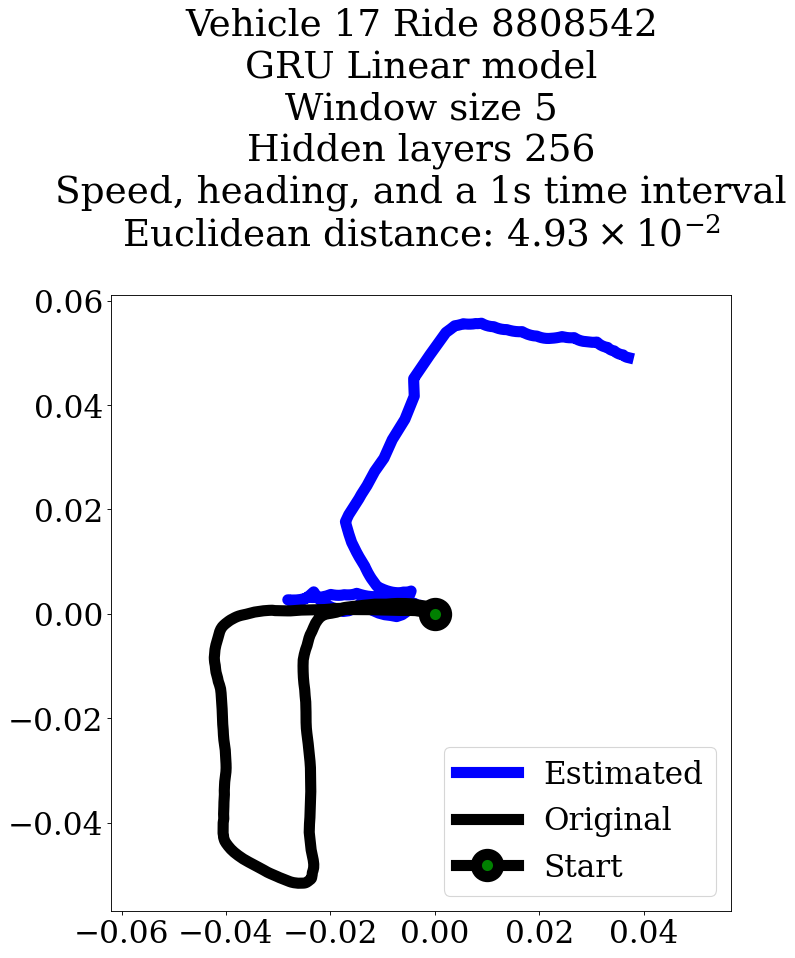 Vehicle 17 Ride 8808542
GRU Linear model
Window size 5
Hidden layers 256
Speed, heading, and a 1s time interval
Euclidean distance: 4.93 × 10⁻²
0.06
0.04
0.02
0.00
−0.02
−0.04
Estimated
Original
Start
−0.06 −0.04 −0.02 0.00 0.02 0.04